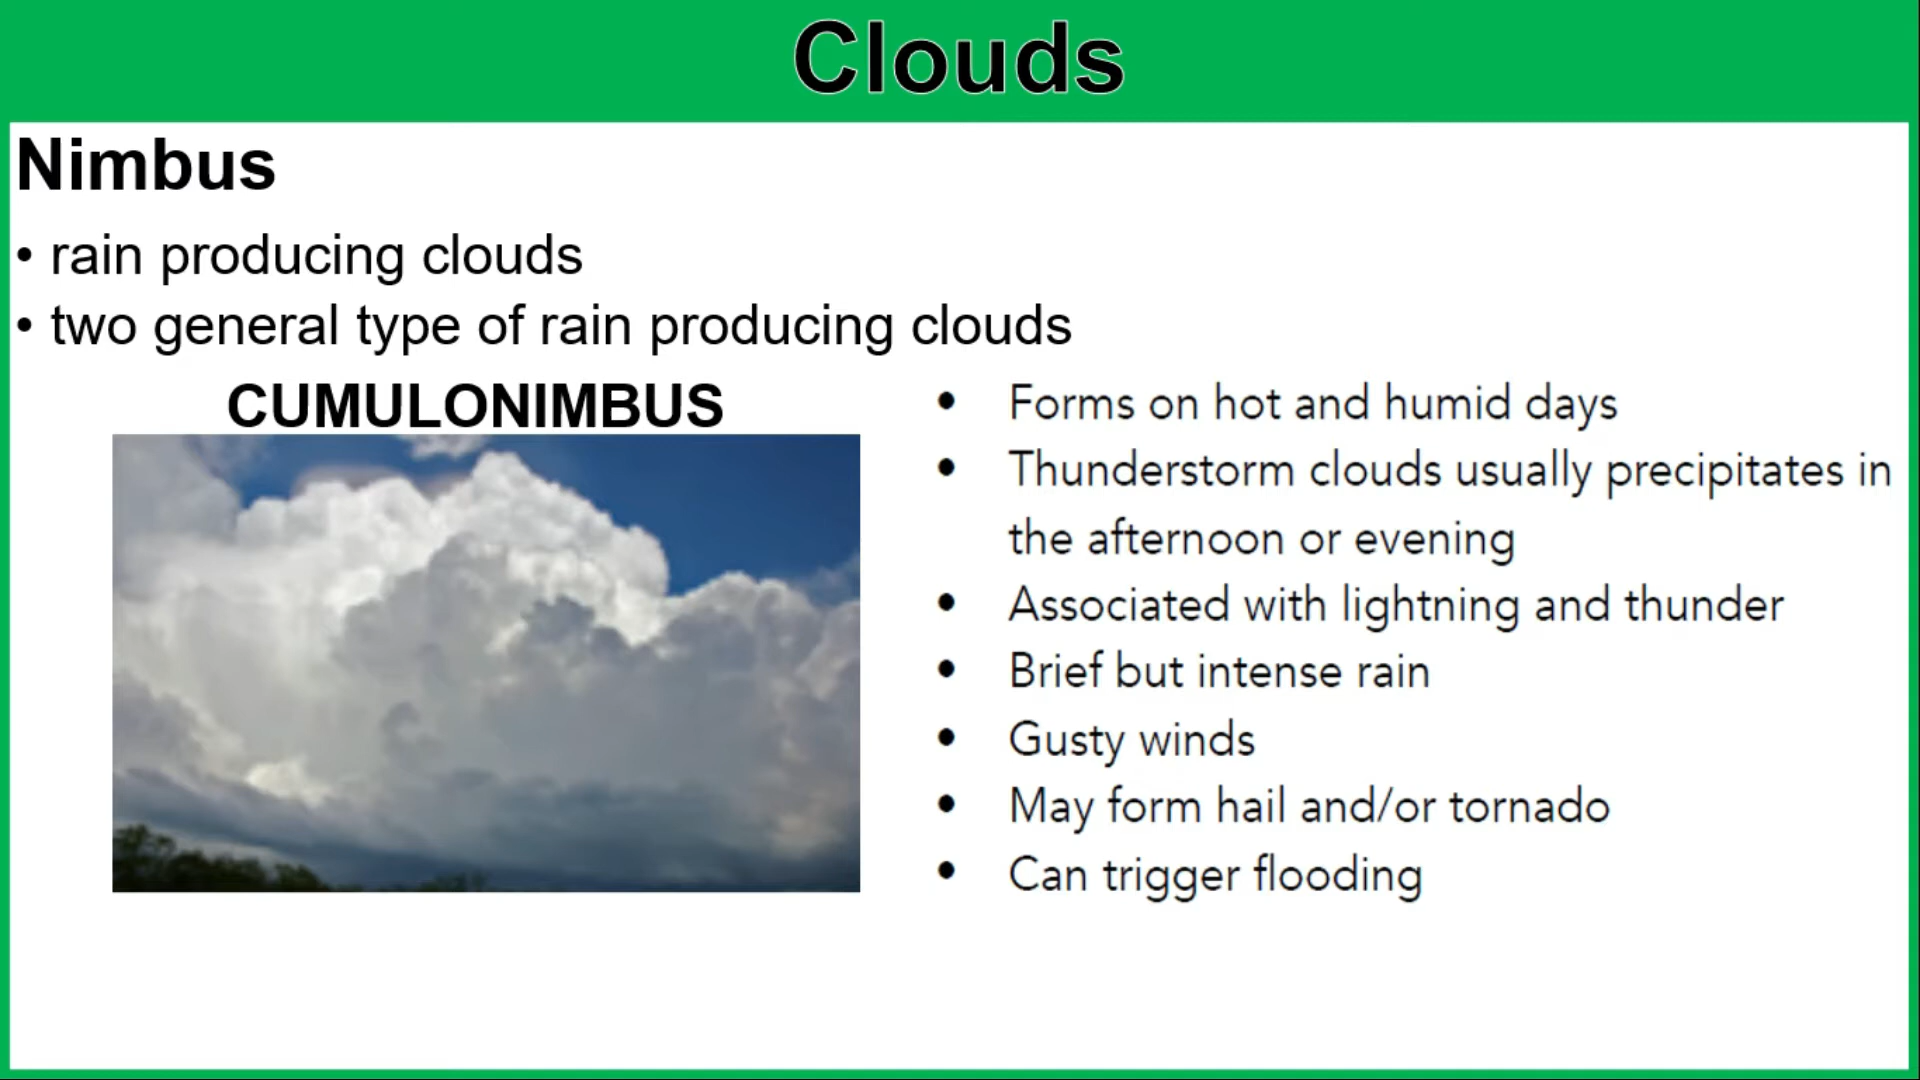 Clouds
Nimbus
• rain producing clouds
• two general type of rain producing clouds
CUMULONIMBUS
• Forms on hot and humid days
• Thunderstorm clouds usually precipitates in
the afternoon or evening
• Associated with lightning and thunder
• Brief but intense rain
• Gusty winds
• May form hail and/or tornado
• Can trigger flooding